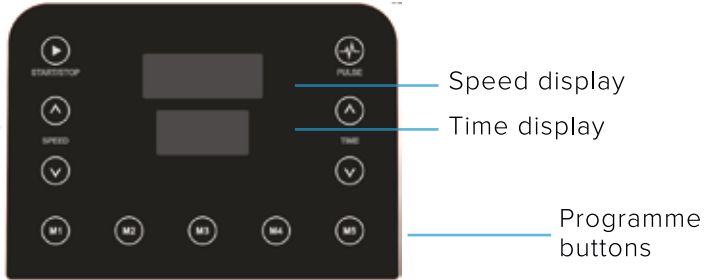 START/STOP
PULSE
Speed display
SPEED
TIME
Time display
M1 M2 M3 M4 M5
Programme
buttons